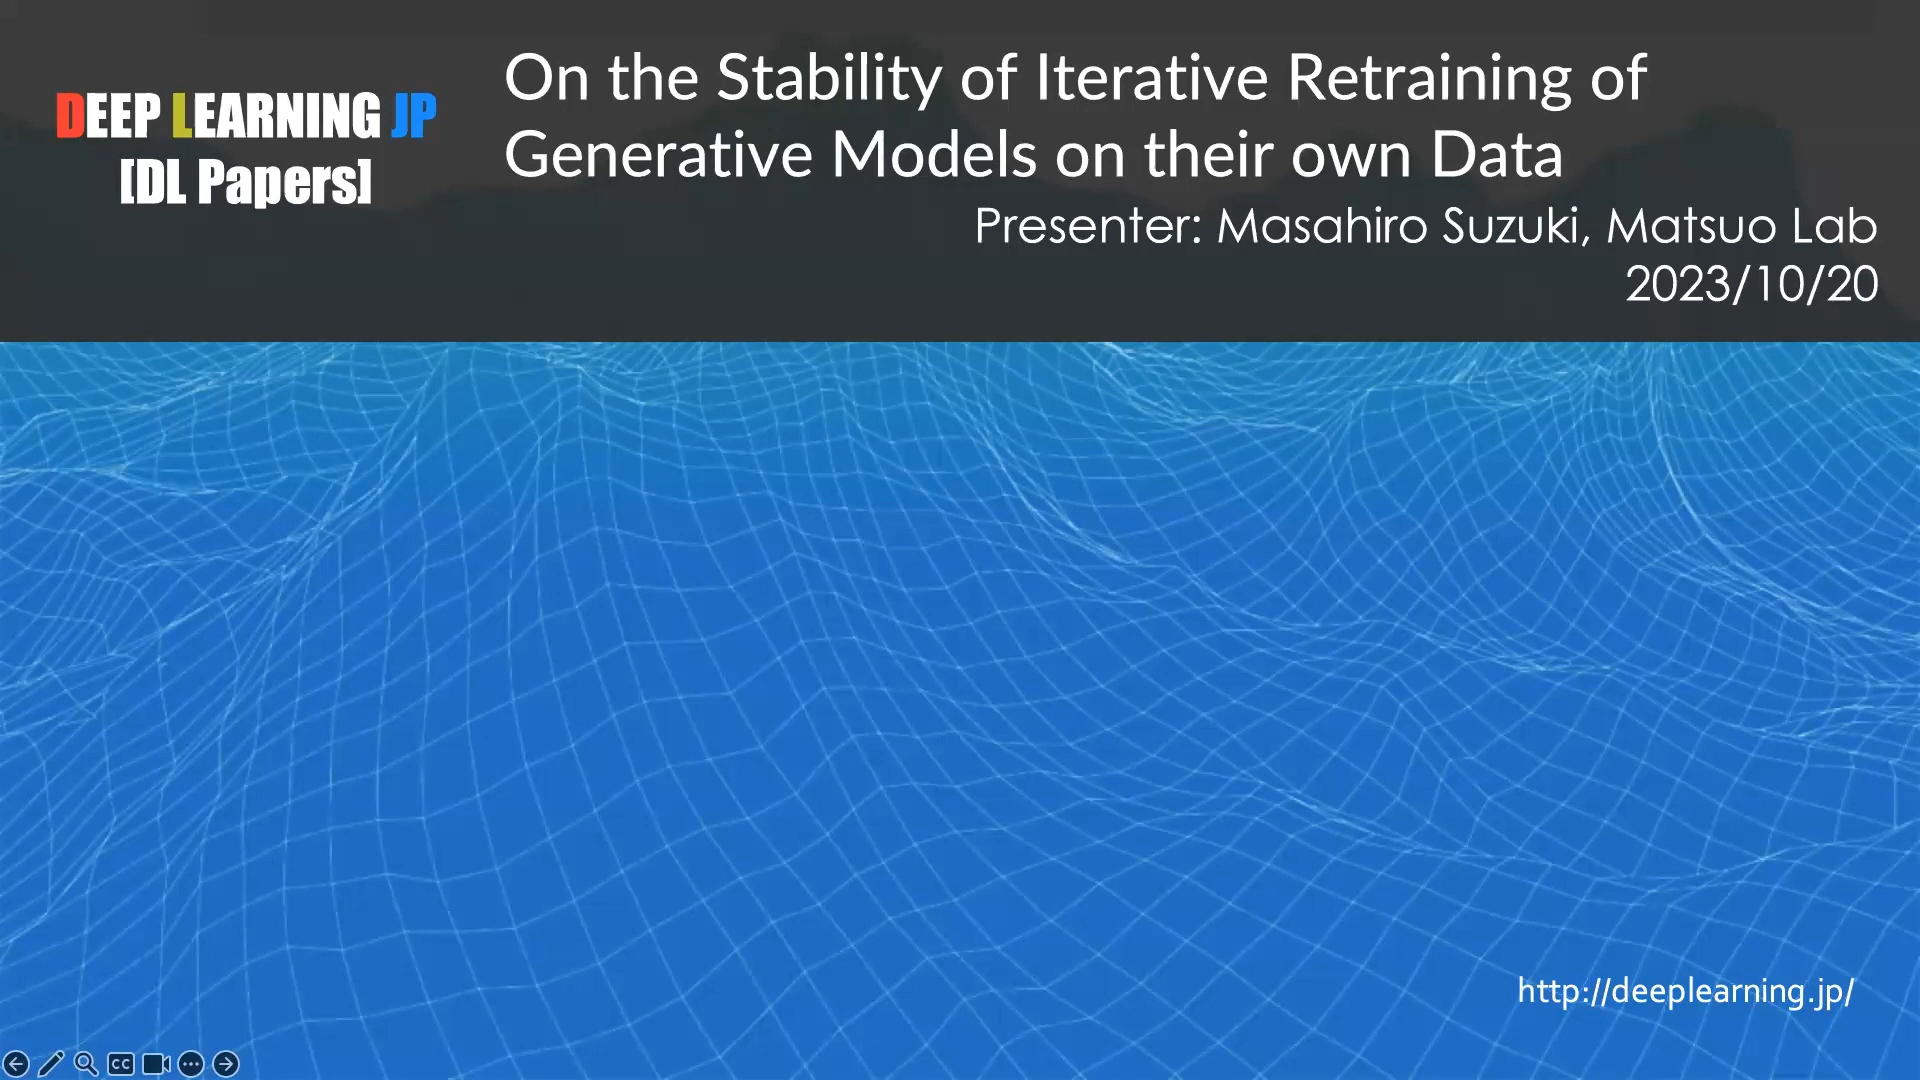 DEEP LEARNING JP
[DL Papers]
On the Stability of Iterative Retraining of
Generative Models on their own Data
Presenter: Masahiro Suzuki, Matsuo Lab
2023/10/20
http://deeplearning.jp/
CC